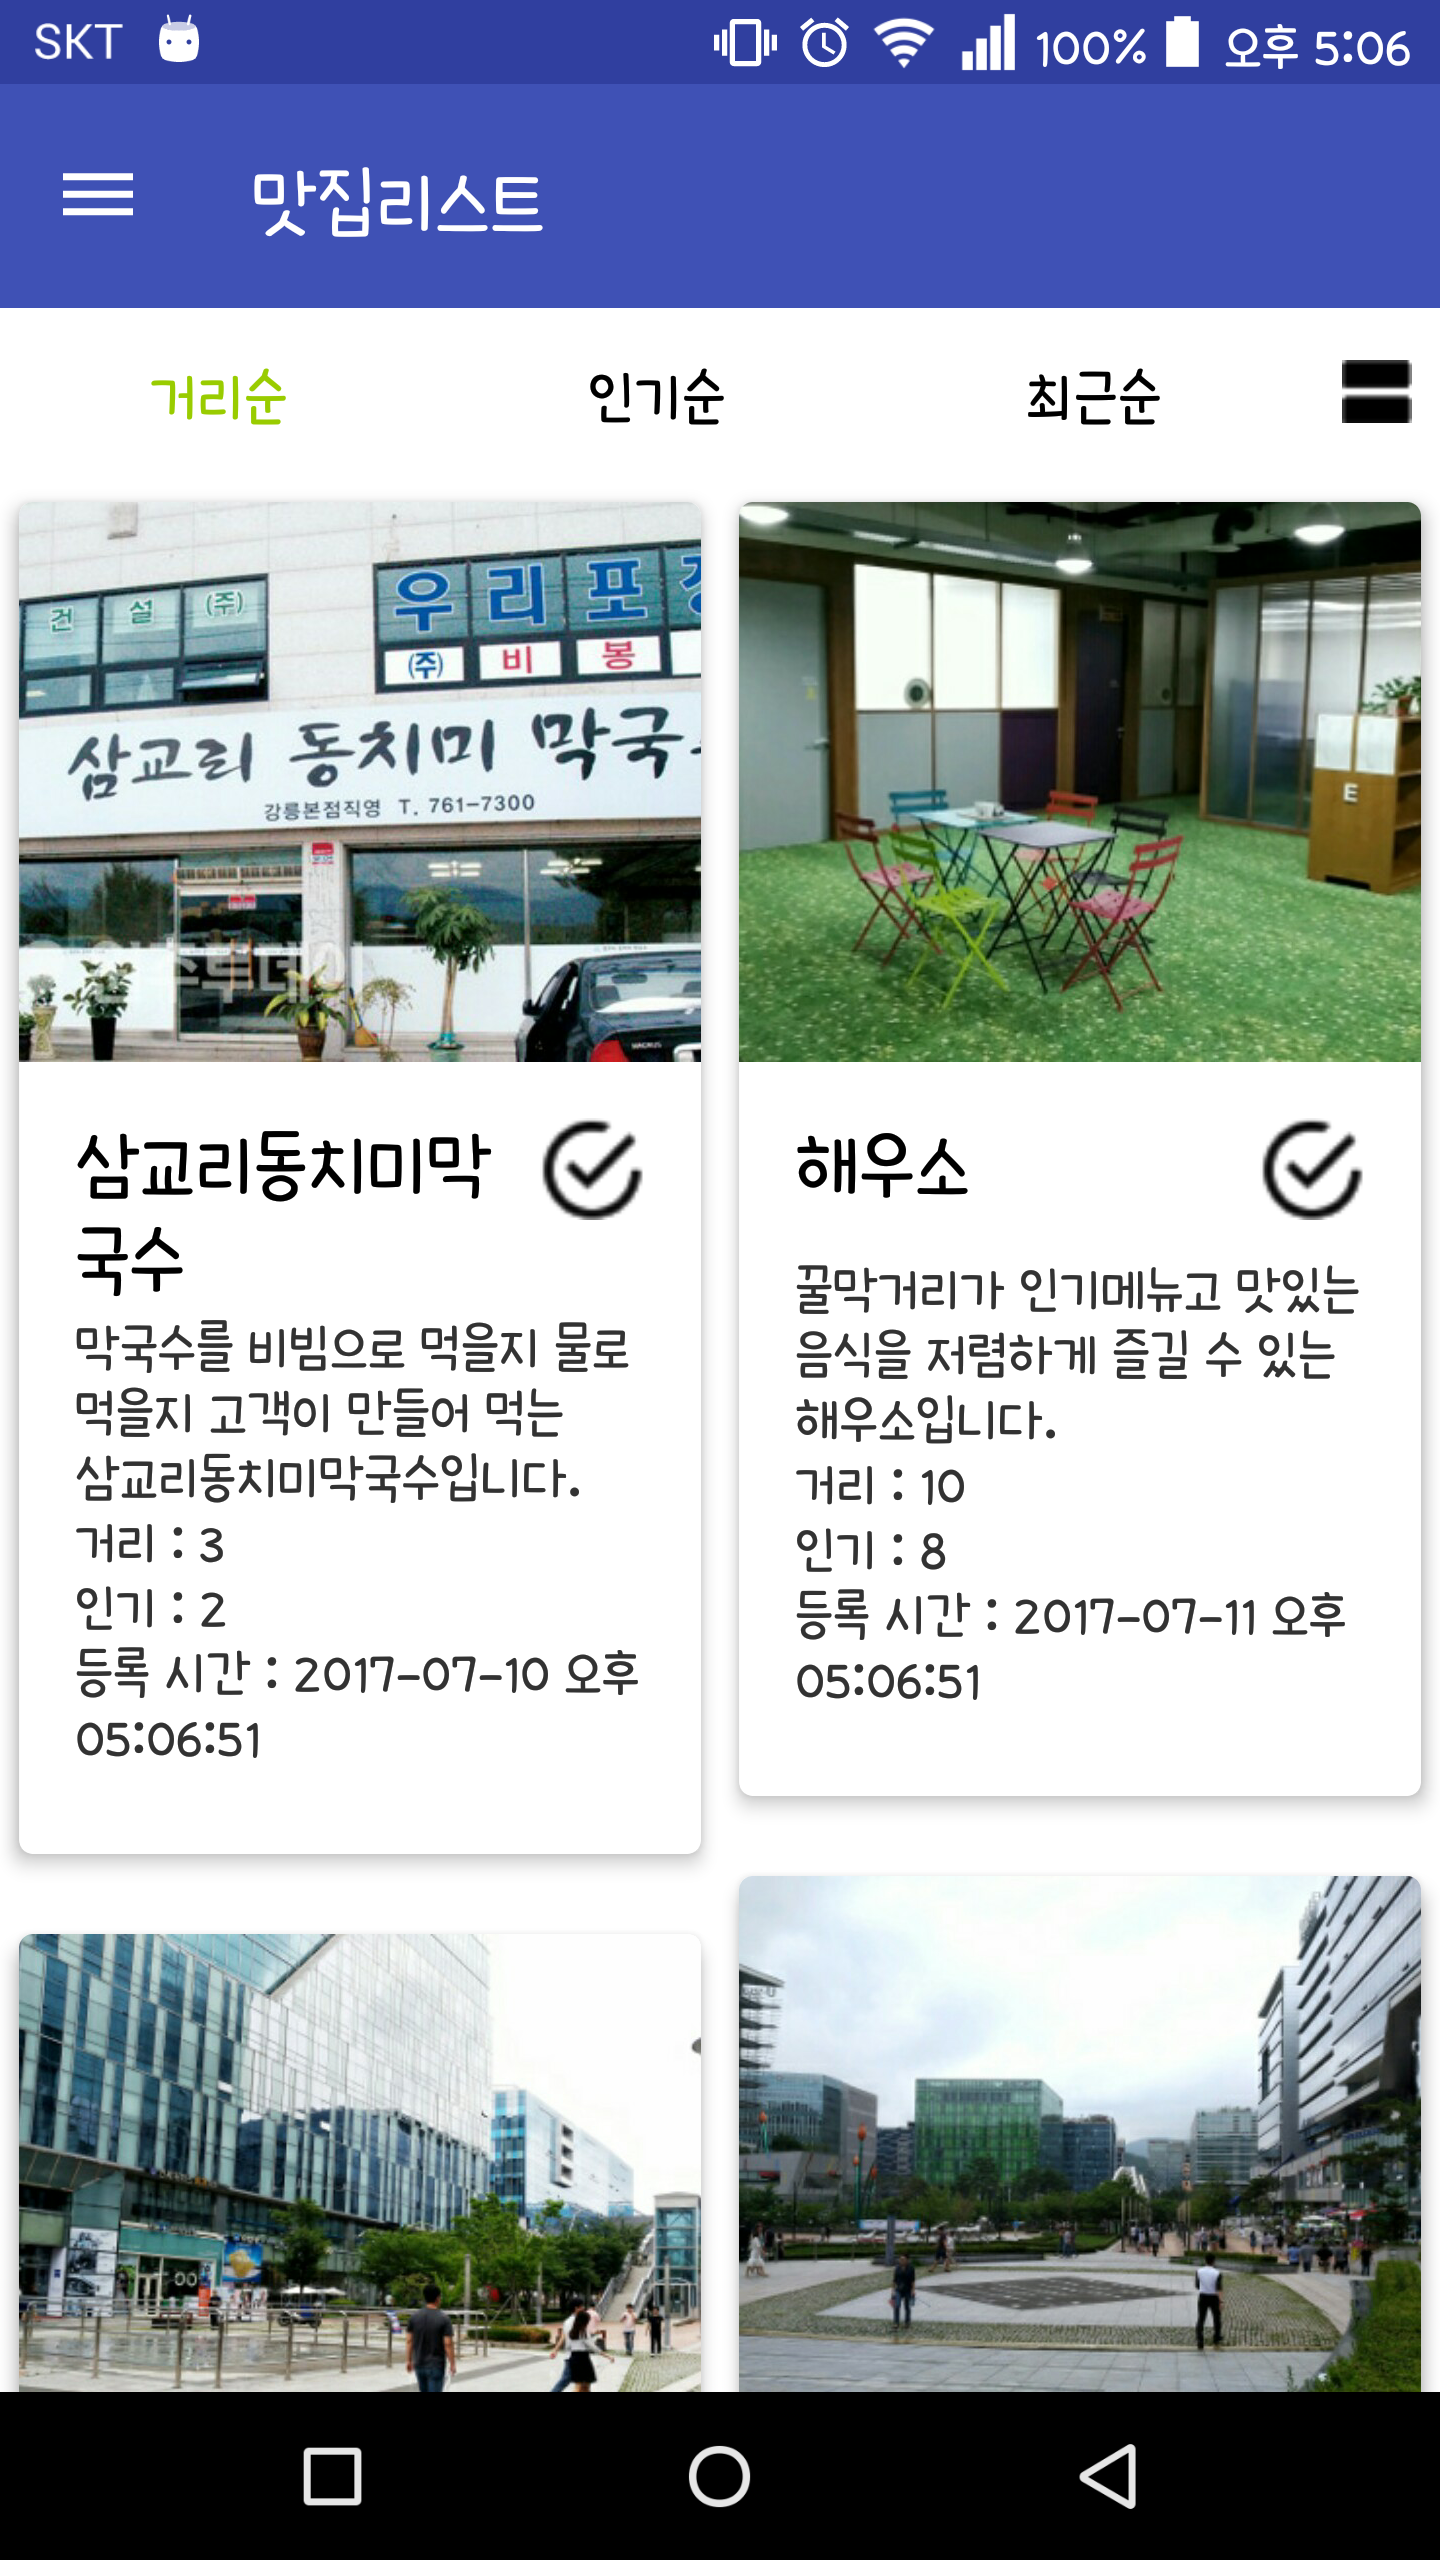 SKT 100% 오후 5:06
맛집리스트
거리순 인기순 최근순
건 설 (주)
우리포
(주) 비 봉
삼교리 동치미 막국
강릉본점직영 T. 761-7300
E
삼교리동치미막
국수
막국수를 비빔으로 먹을지 물로
먹을지 고객이 만들어 먹는
삼교리동치미막국수입니다.
거리 : 3
인기 : 2
등록 시간 : 2017-07-10 오후
05:06:51
해우소
꿀막거리가 인기메뉴고 맛있는
음식을 저렴하게 즐길 수 있는
해우소입니다.
거리 : 10
인기 : 8
등록 시간 : 2017-07-11 오후
05:06:51